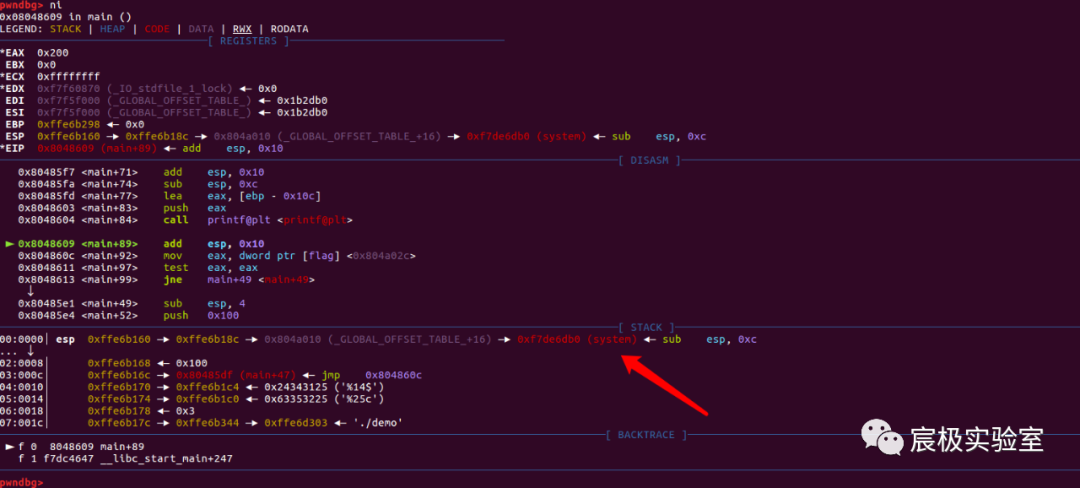 pwndbg> ni
0x08048609 in main ()
LEGEND: STACK | HEAP | CODE | DATA | RWX | RODATA
[ REGISTERS ]
*EAX 0x200
EBX 0x0
*ECX 0xffffffff
*EDX 0xf7f60870 (_IO_stdfile_1_lock) ◂— 0x0
EDI 0xf7f5f000 (_GLOBAL_OFFSET_TABLE_) ◂— 0x1b2db0
ESI 0xf7f5f000 (_GLOBAL_OFFSET_TABLE_) ◂— 0x1b2db0
EBP 0xffe6b298 ◂— 0x0
ESP 0xffe6b160 —▸ 0xffe6b18c —▸ 0x804a010 (_GLOBAL_OFFSET_TABLE_+16) —▸ 0xf7de6db0 (system) ◂— sub esp, 0xc
*EIP 0x8048609 (main+89) ◂— add esp, 0x10
[ DISASM ]
0x80485f7 <main+71> add esp, 0x10
0x80485fa <main+74> sub esp, 0xc
0x80485fd <main+77> lea eax, [ebp - 0x10c]
0x8048603 <main+83> push eax
0x8048604 <main+84> call printf@plt <printf@plt>
► 0x8048609 <main+89> add esp, 0x10
0x804860c <main+92> mov eax, dword ptr [flag] <0x804a02c>
0x8048611 <main+97> test eax, eax
0x8048613 <main+99> jne main+49 <main+49>
↓
0x80485e1 <main+49> sub esp, 4
0x80485e4 <main+52> push 0x100
[ STACK ]
00:0000│ esp 0xffe6b160 —▸ 0xffe6b18c —▸ 0x804a010 (_GLOBAL_OFFSET_TABLE_+16) —▸ 0xf7de6db0 (system) ◂— sub esp, 0xc
... ↓
02:0008│ 0xffe6b168 ◂— 0x100
03:000c│ 0xffe6b16c —▸ 0x80485df (main+47) ◂— jmp 0x804860c
04:0010│ 0xffe6b170 —▸ 0xffe6b1c4 ◂— 0x24343125 ('%14$')
05:0014│ 0xffe6b174 —▸ 0xffe6b1c0 ◂— 0x63353225 ('%25c')
06:0018│ 0xffe6b178 ◂— 0x3
07:001c│ 0xffe6b17c —▸ 0xffe6b344 —▸ 0xffe6d303 ◂— './demo'
[ BACKTRACE ]
► f 0 8048609 main+89
f 1 f7dc4647 __libc_start_main+247
pwndbg>
宸极实验室